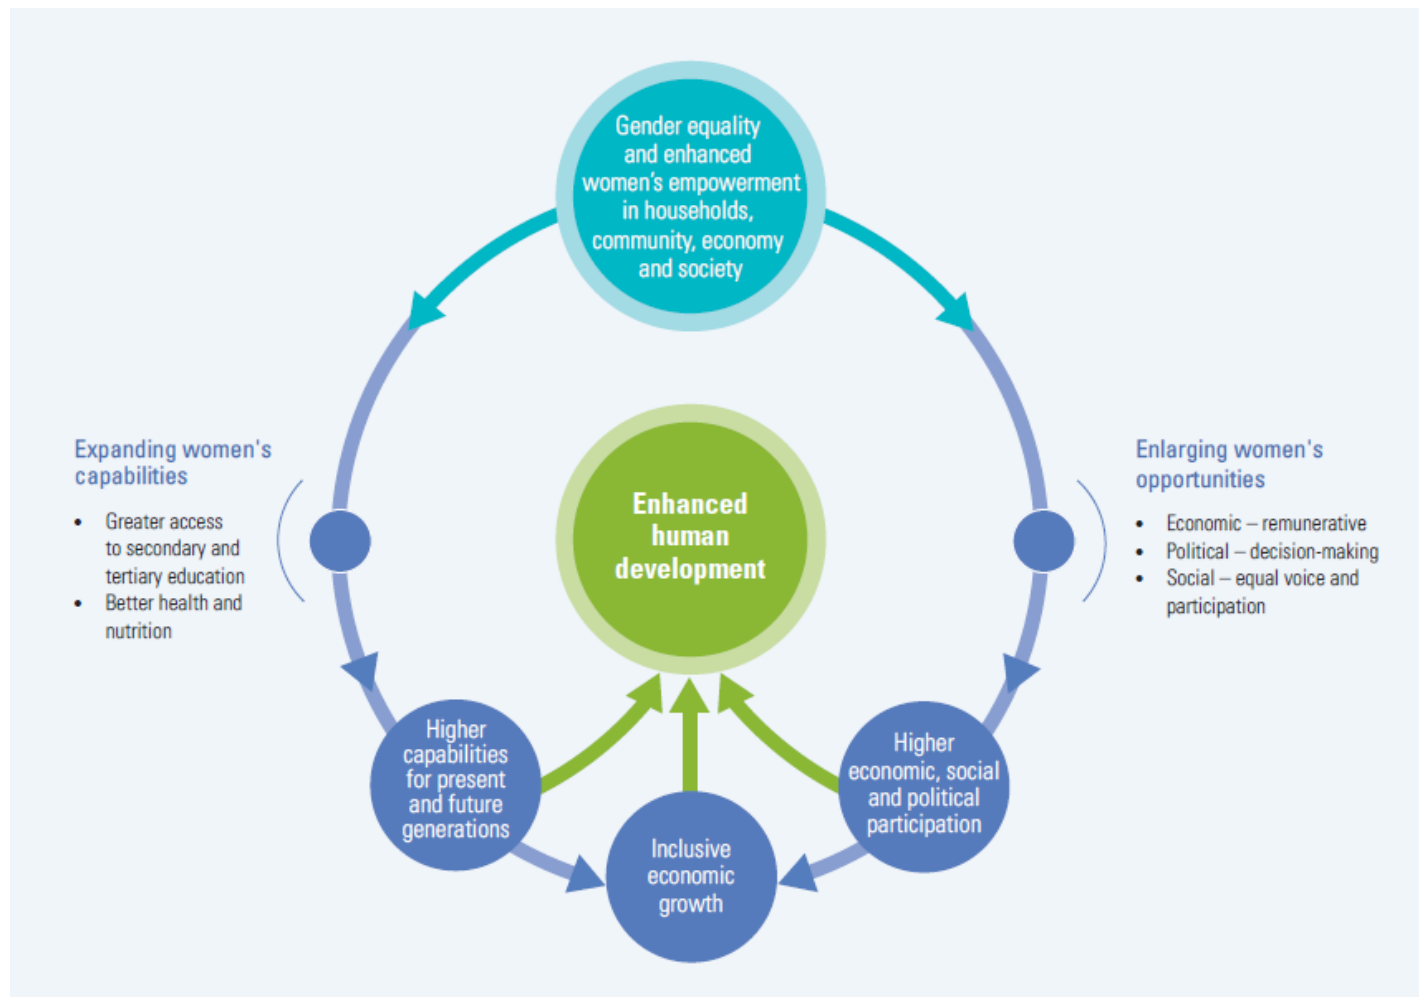 Gender equality
and enhanced
women's empowerment
in households,
community, economy
and society
Expanding women's
capabilities
• Greater access
to secondary and
tertiary education
• Better health and
nutrition
Enhanced
human
development
Enlarging women's
opportunities
• Economic – remunerative
• Political – decision-making
• Social – equal voice and
participation
Higher
capabilities
for present
and future
generations
Inclusive
economic
growth
Higher
economic, social
and political
participation